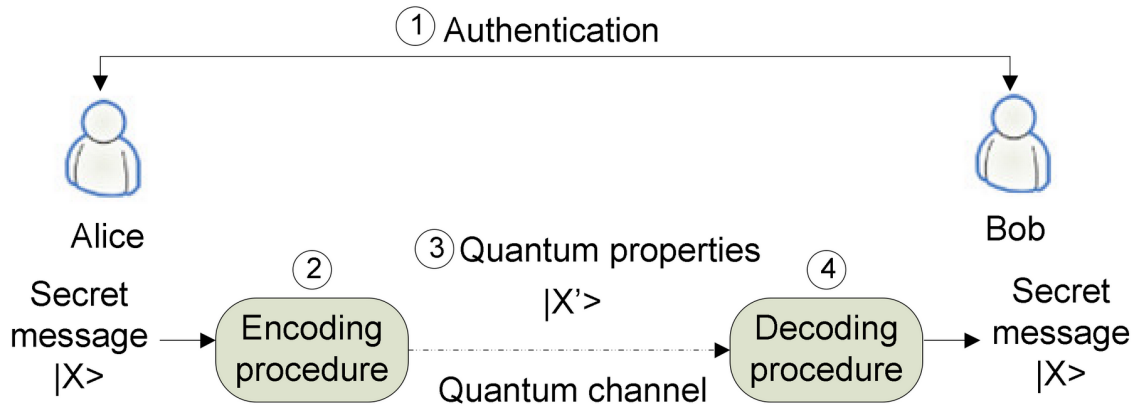 1 Authentication
Alice
Bob
3 Quantum properties
|X’>
2
4
Secret
message
|X>
Encoding
procedure
Quantum channel
Decoding
procedure
Secret
message
|X>